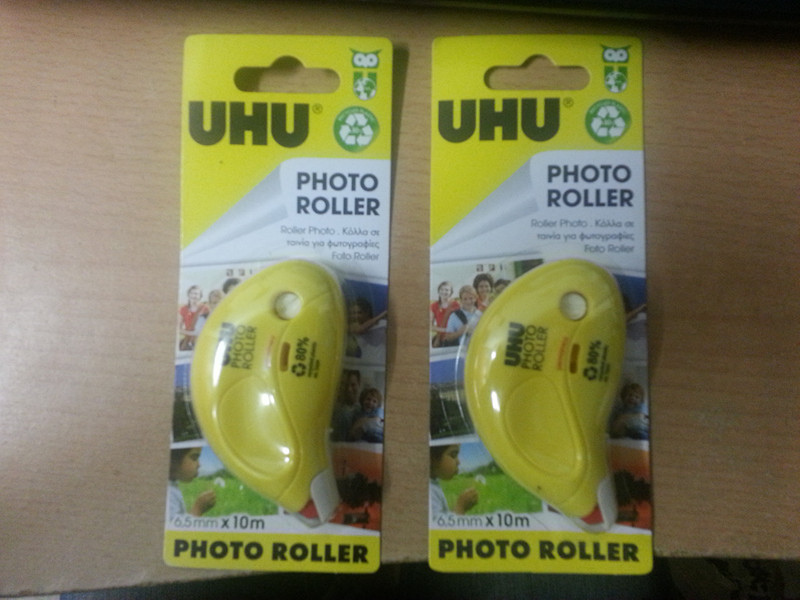 UHU®
PHOTO
ROLLER
Roller Photo . Κόλλα σε
ταινία για φωτογραφίες
Foto Roller
UHU
PHOTO
ROLLER
80%
6,5mm x 10m
PHOTO ROLLER
UHU®
PHOTO
ROLLER
Roller Photo . Κόλλα σε
ταινία για φωτογραφίες
Foto Roller
UHU
PHOTO
ROLLER
80%
6,5mm x 10m
PHOTO ROLLER